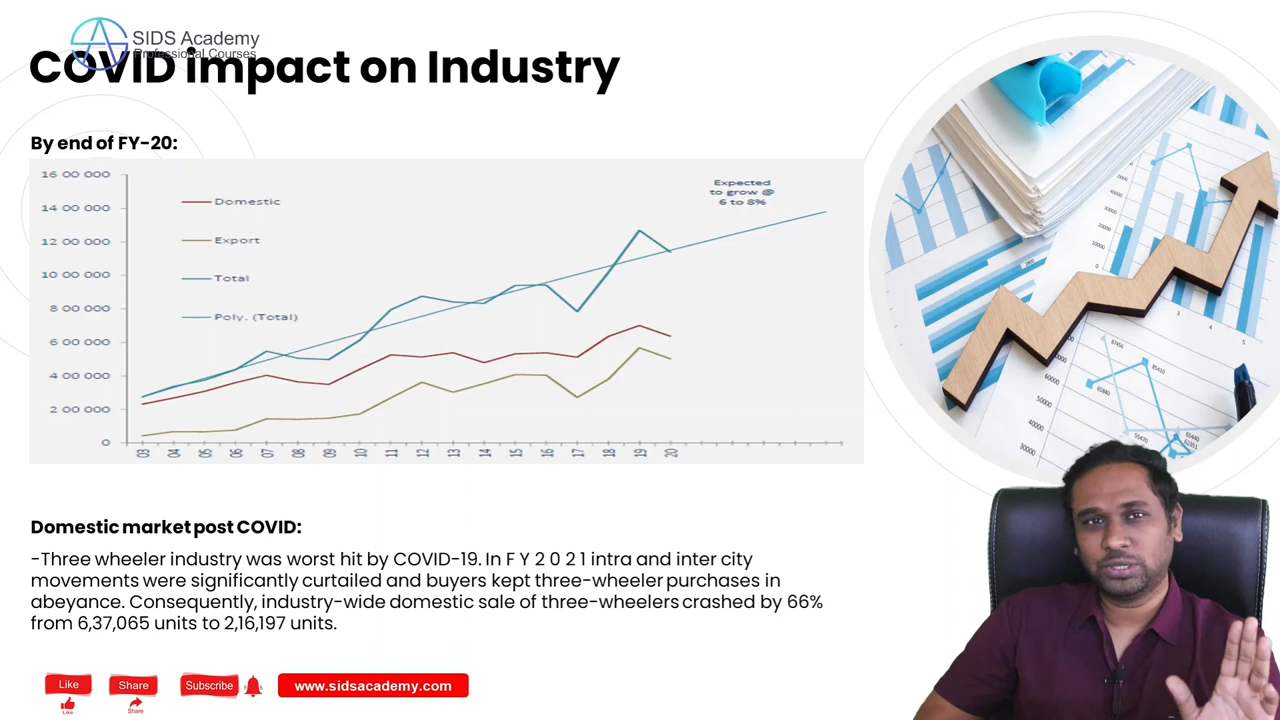 SIDS Academy
Professional Courses
COVID impact on Industry
By end of FY-20:
16 00 000
14 00 000
12 00 000
10 00 000
8 00 000
6 00 000
4 00 000
2 00 000
0
Domestic
Export
Total
Poly. (Total)
Expected
to grow @
6 to 8%
03 04 05 06 07 08 09 10 11 12 13 14 15 16 17 18 19 20
Domestic market post COVID:
-Three wheeler industry was worst hit by COVID-19. In F Y 2 0 2 1 intra and inter city
movements were significantly curtailed and buyers kept three-wheeler purchases in
abeyance. Consequently, industry-wide domestic sale of three-wheelers crashed by 66%
from 6,37,065 units to 2,16,197 units.
Like
Share
Subscribe
www.sidsacademy.com
Like
Share